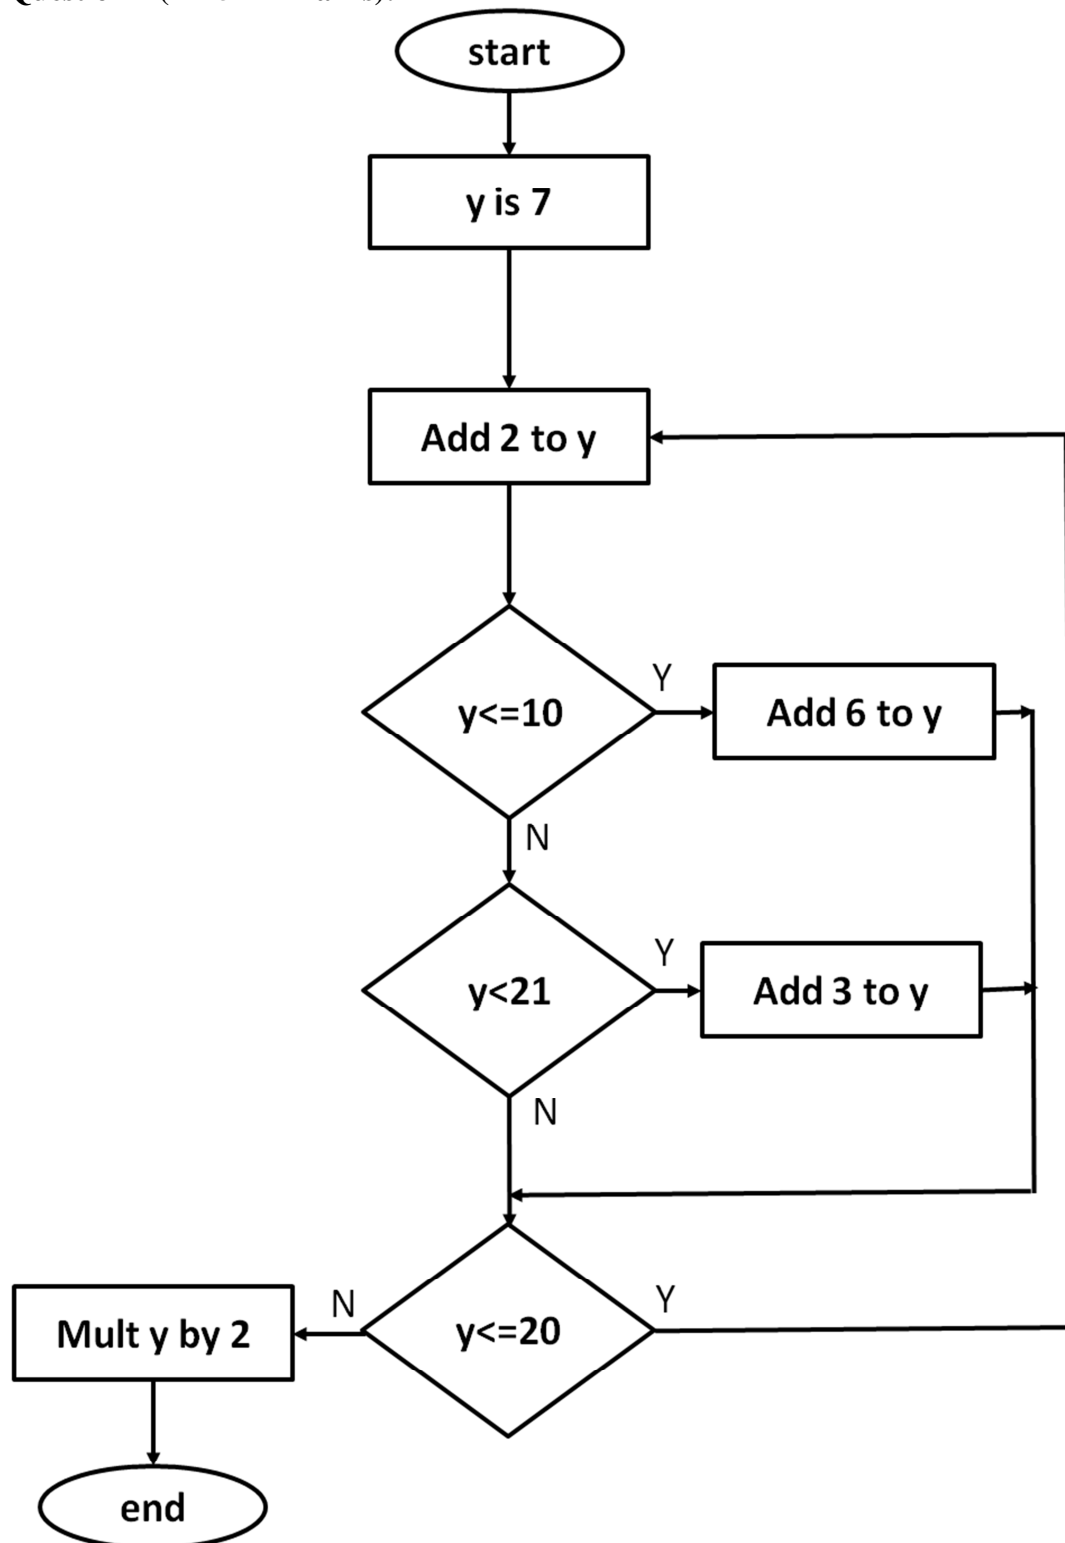 start
y is 7
Add 2 to y
y<=10
Y
Add 6 to y
N
y<21
Y
Add 3 to y
N
y<=20
Y
N
Mult y by 2
end